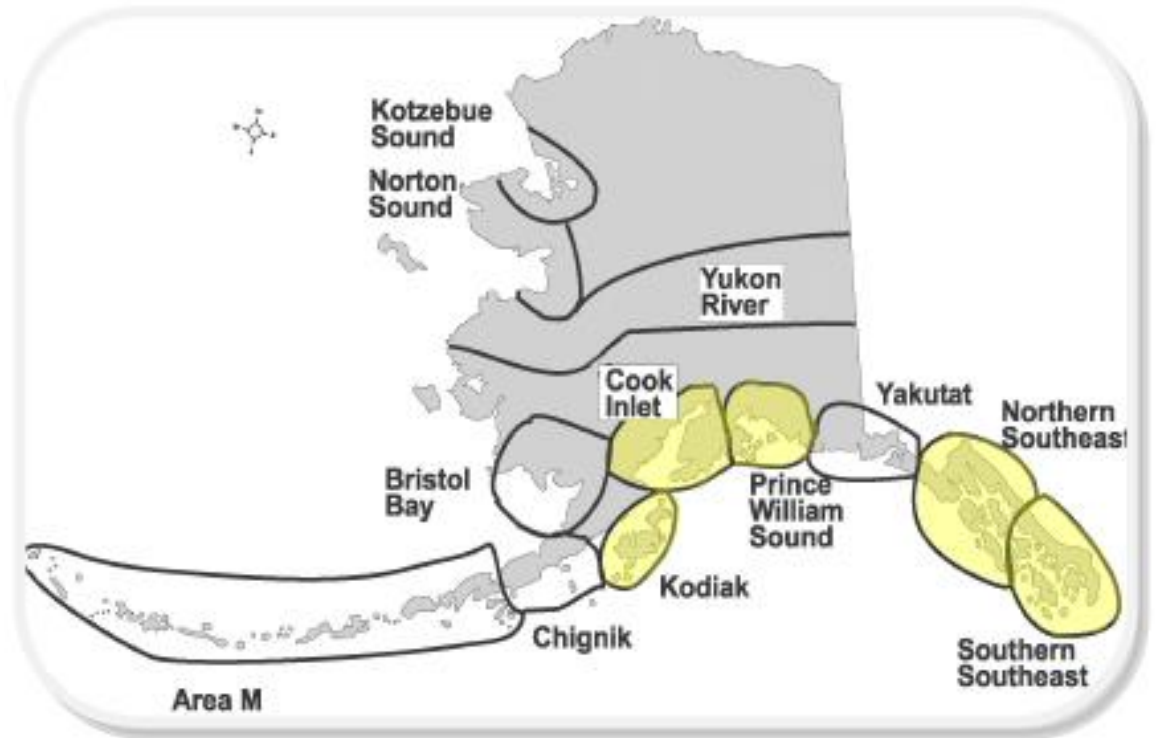 Kotzebue
Sound
Norton
Sound
Yukon
River
Cook
Inlet
Yakutat
Northern
Southeast
Bristol
Bay
Prince
William
Sound
Kodiak
Chignik
Southern
Southeast
Area M